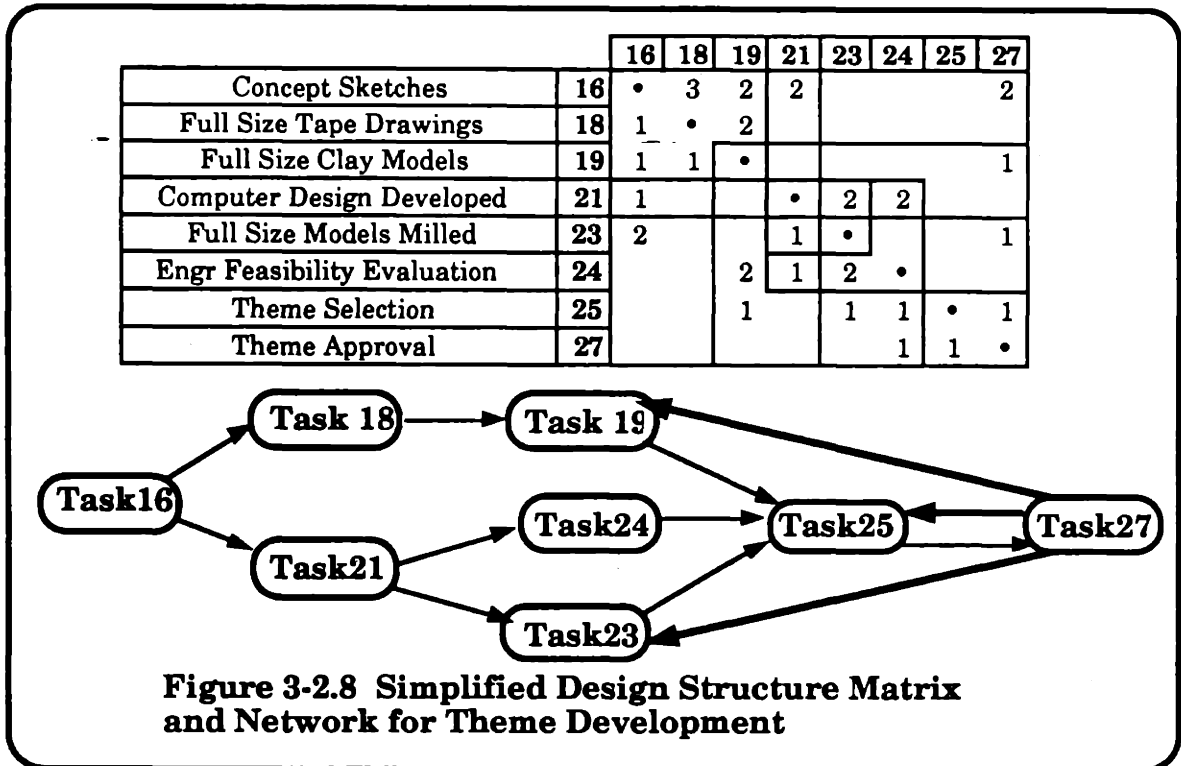 16 18 19 21 23 24 25 27
Concept Sketches 16 • 3 2 2 2
Full Size Tape Drawings 18 1 • 2
Full Size Clay Models 19 1 1 • 1
Computer Design Developed 21 1 • 2 2
Full Size Models Milled 23 2 1 • 1
Engr Feasibility Evaluation 24 2 1 2 •
Theme Selection 25 1 1 1 • 1
Theme Approval 27 1 1 •
Task 18
Task 19
Task16
Task24
Task25
Task27
Task21
Task23
Figure 3-2.8 Simplified Design Structure Matrix
and Network for Theme Development